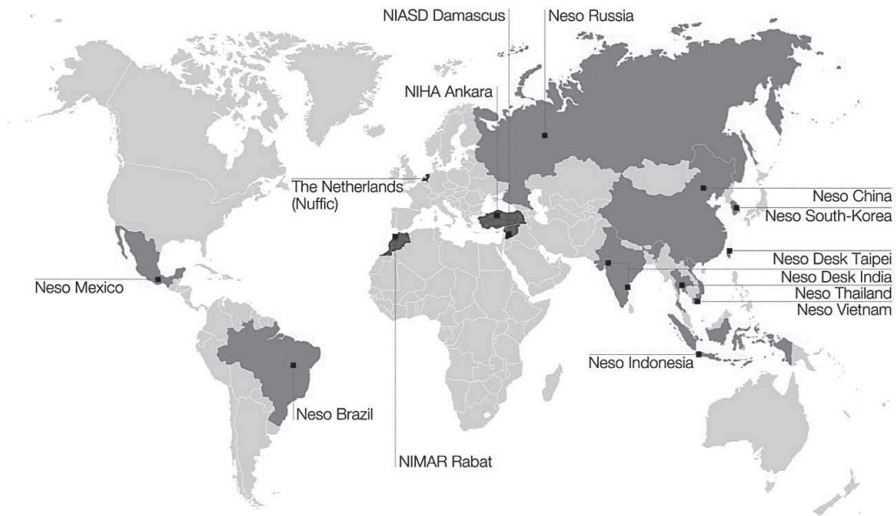 NIASD Damascus
Neso Russia
NIHA Ankara
The Netherlands
(Nuffic)
Neso China
Neso South-Korea
Neso Desk Taipei
Neso Mexico
Neso Desk India
Neso Thailand
Neso Vietnam
Neso Indonesia
Neso Brazil
NIMAR Rabat